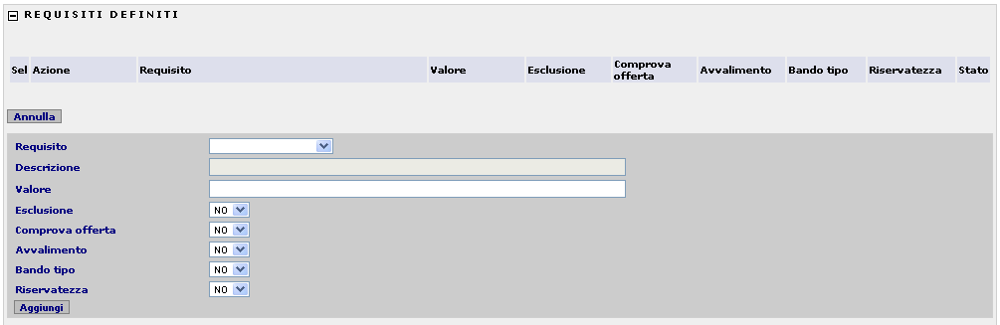 REQUISITI DEFINITI
Sel Azione Requisito Valore Esclusione Comprova offerta Avvalimento Bando tipo Riservatezza Stato
Annulla
Requisito
Descrizione
Valore
Esclusione NO
Comprova offerta NO
Avvalimento NO
Bando tipo NO
Riservatezza NO
Aggiungi